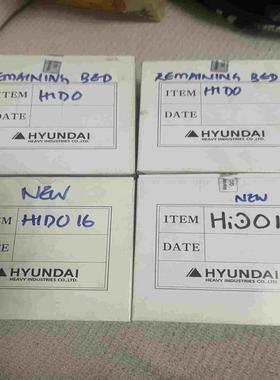 REMAINING BED
ITEM HIDO
DATE
HYUNDAI
HEAVY INDUSTRIES CO.,LTD.
REMAINING BED
ITEM HIDO
DATE
HYUNDAI
HEAVY INDUSTRIES CO.,LTD.
NEW
ITEM HIDO 16
DATE
HYUNDAI
HEAVY INDUSTRIES CO.,LTD.
NEW
ITEM
DATE
HYUNDAI
HEAVY INDUSTRIES CO.,LTD.